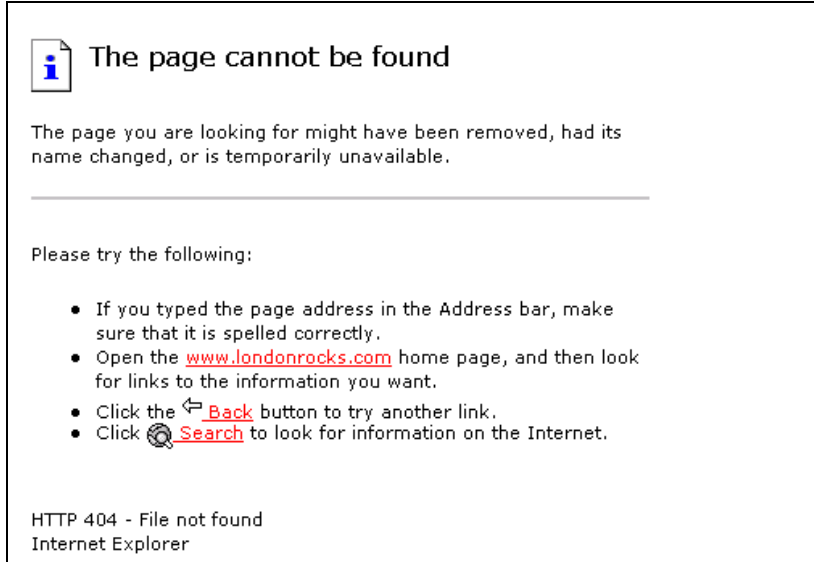 The page cannot be found
The page you are looking for might have been removed, had its
name changed, or is temporarily unavailable.
Please try the following:
If you typed the page address in the Address bar, make
sure that it is spelled correctly.
Open the www.londonrocks.com home page, and then look
for links to the information you want.
Click the Back button to try another link.
Click Search to look for information on the Internet.
HTTP 404 - File not found
Internet Explorer